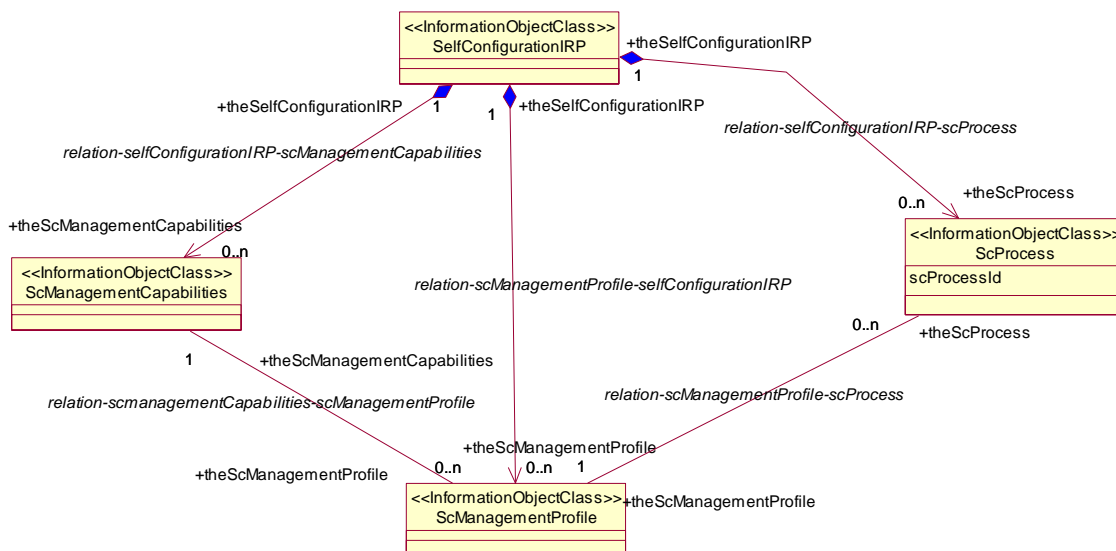 <<InformationObjectClass>>
SelfConfigurationIRP
+theSelfConfigurationIRP
1
+theSelfConfigurationIRP
1
1
+theSelfConfigurationIRP
relation-selfConfigurationIRP-scProcess
relation-selfConfigurationIRP-scManagementCapabilities
+theScProcess
0..n
+theScManagementCapabilities
0..n
<<InformationObjectClass>>
ScProcess
scProcessId
<<InformationObjectClass>>
ScManagementCapabilities
relation-scManagementProfile-selfConfigurationIRP
0..n
+theScProcess
1
+theScManagementCapabilities
relation-scManagementProfile-scProcess
relation-scmanagementCapabilities-scManagementProfile
+theScManagementProfile
0..n
0..n
1
+theScManagementProfile
+theScManagementProfile
<<InformationObjectClass>>
ScManagementProfile